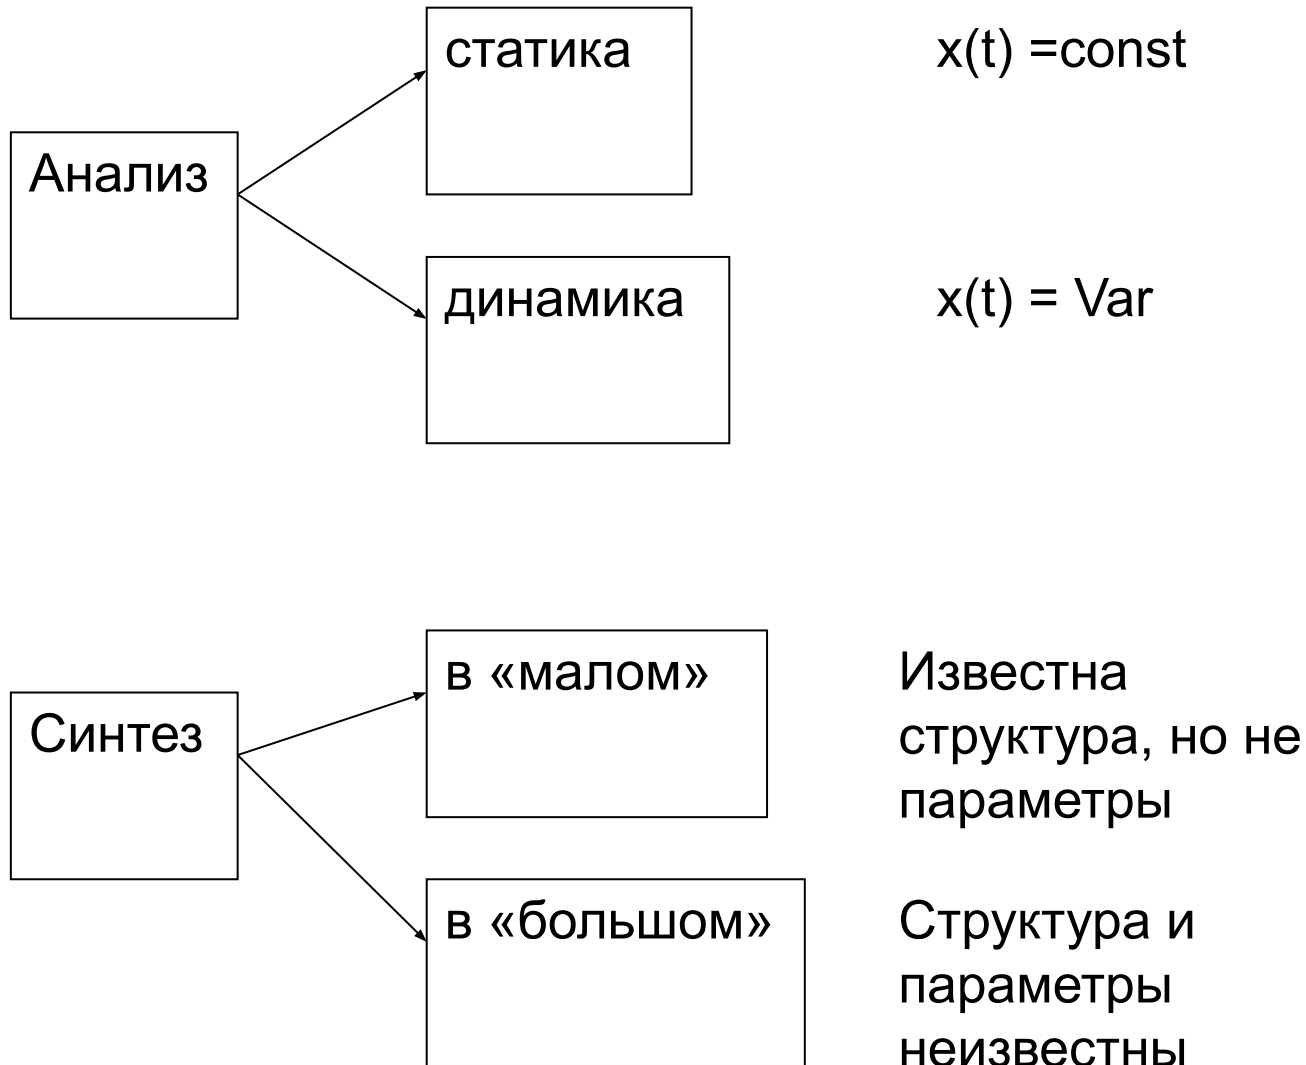 статика
x(t) =const
Анализ
динамика
x(t) = Var
в «малом»
Известна
структура, но не
параметры
Синтез
в «большом»
Структура и
параметры
неизвестны